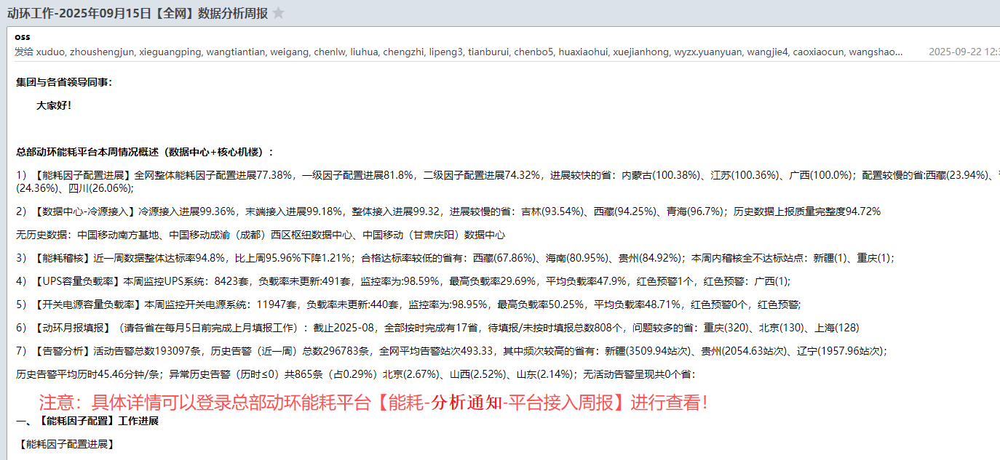 动环工作-2025年09月15日【全网】数据分析周报
oss
发给 xuduo, zhoushengjun, xieguangping, wangtiantian, weigang, chenlw, liuhua, chengzhi, lipeng3, tianburui, chenbo5, huaxiaohui, xuejianhong, wyzx.yuanyuan, wangjie4, caoxiaocun, wangshao... 2025-09-22 12:
集团与各省领导同事：
大家好！
总部动环能耗平台本周情况概述（数据中心+核心机楼）：
1）【能耗因子配置进展】全网整体能耗因子配置进展77.38%，一级因子配置进展81.8%，二级因子配置进展74.32%，进展较快的省：内蒙古(100.38%)、江苏(100.36%)、广西(100.0%)；配置较慢的省:西藏(23.94%)、
(24.36%)、四川(26.06%);
2）【数据中心-冷源接入】冷源接入进展99.36%，末端接入进展99.18%，整体接入进展99.32，进展较慢的省：吉林(93.54%)、西藏(94.25%)、青海(96.7%)；历史数据上报质量完整度94.72%
无历史数据：中国移动南方基地、中国移动成渝（成都）西区枢纽数据中心、中国移动（甘肃庆阳）数据中心
3）【能耗稽核】近一周数据整体达标率94.8%，比上周95.96%下降1.21%；合格达标率较低的省有：西藏(67.86%)、海南(80.95%)、贵州(84.92%)；本周内稽核全不达标站点：新疆(1)、重庆(1)；
4）【UPS容量负载率】本周监控UPS系统：8423套，负载率未更新:491套，监控率为:98.59%，最高负载率29.69%，平均负载率47.9%，红色预警1个，红色预警：广西(1);
5）【开关电源容量负载率】本周监控开关电源系统：11947套，负载率未更新:440套，监控率为:98.95%，最高负载率50.25%，平均负载率48.71%，红色预警0个，红色预警;
6）【动环月报填报】（请各省在每月5日前完成上月填报工作）：截止2025-08，全部按时完成有17省，待填报/未按时填报总数808个，问题较多的省：重庆(320)、北京(130)、上海(128)
7）【告警分析】活动告警总数193097条，历史告警（近一周）总数296783条，全网平均告警站次493.33，其中频次较高的省有：新疆(3509.94站次)、贵州(2054.63站次)、辽宁(1957.96站次)；
历史告警平均历时45.46分钟/条；异常历史告警（历时≤0）共865条（占0.29%）北京(2.67%)、山西(2.52%)、山东(2.14%)；无活动告警呈现共0个省：
注意：具体详情可以登录总部动环能耗平台【能耗-分析通知-平台接入周报】进行查看！
一、【能耗因子配置】工作进展
【能耗因子配置进展】